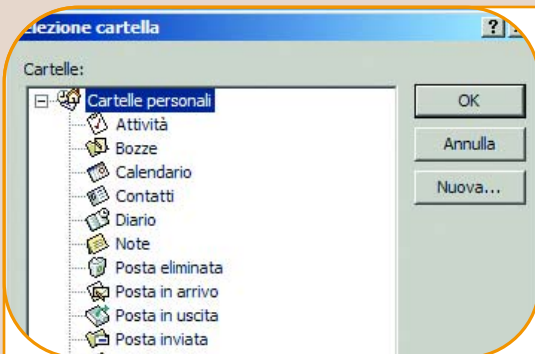 elezione cartella
Cartelle:
Cartelle personali
OK
Attività
Bozze
Annulla
Calendario
Contatti
Nuova...
Diario
Note
Posta eliminata
Posta in arrivo
Posta in uscita
Posta inviata